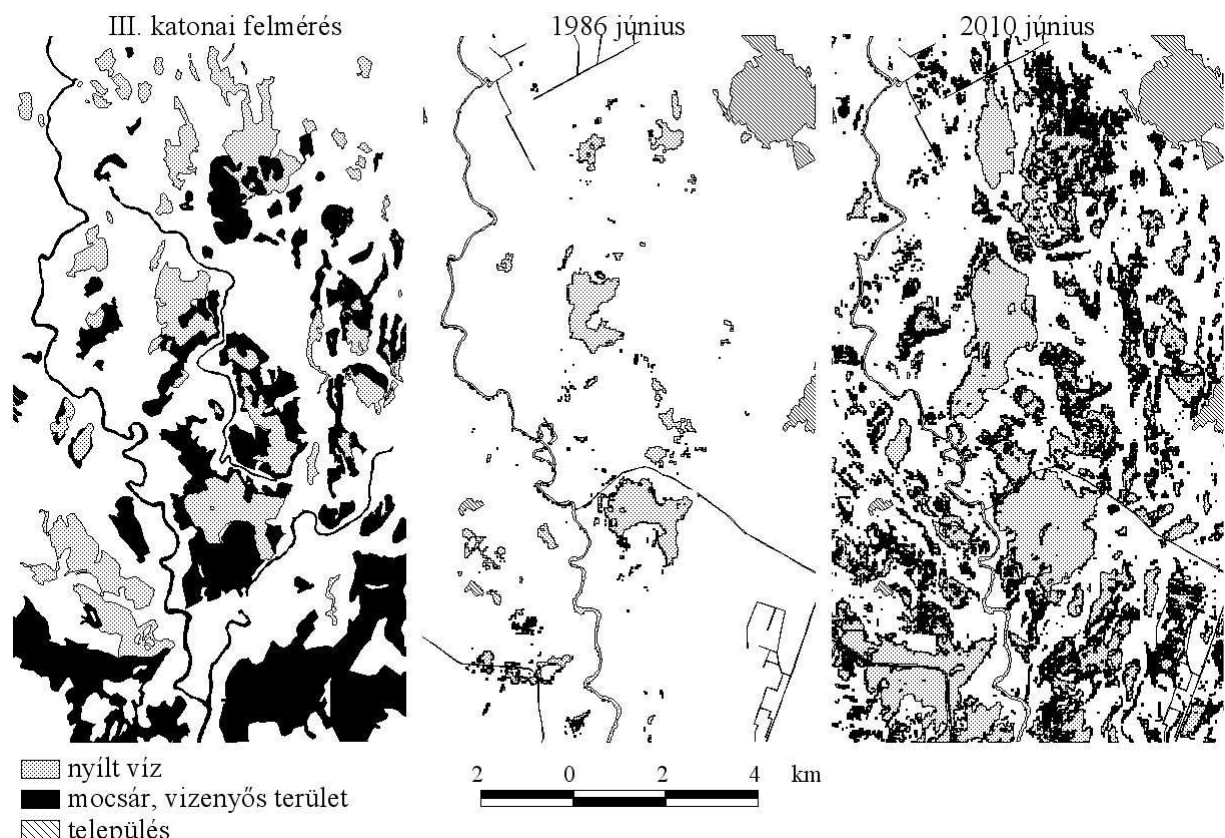 III. katonai felmérés
1986 június
2010 június
nyílt víz
mocsár, vizenyős terület
település
2 0 2 4 km